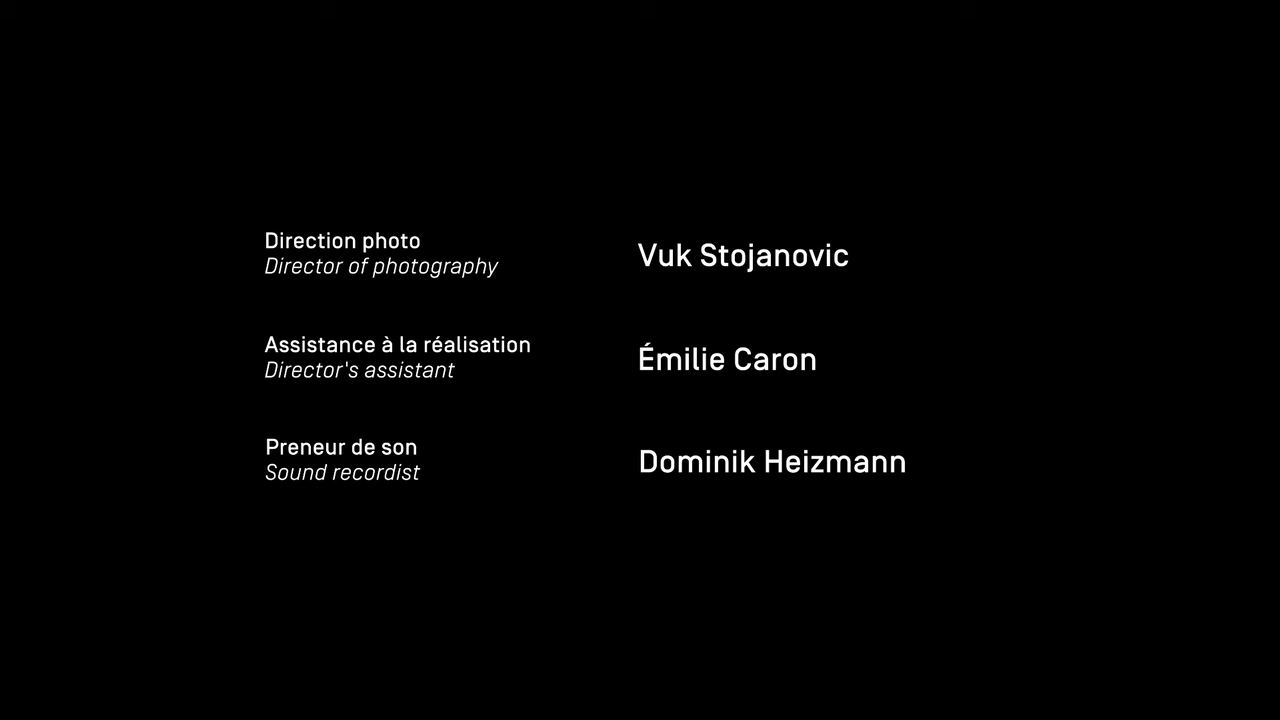 Direction photo
Director of photography
Vuk Stojanovic
Assistance à la réalisation
Director's assistant
Émilie Caron
Preneur de son
Sound recordist
Dominik Heizmann